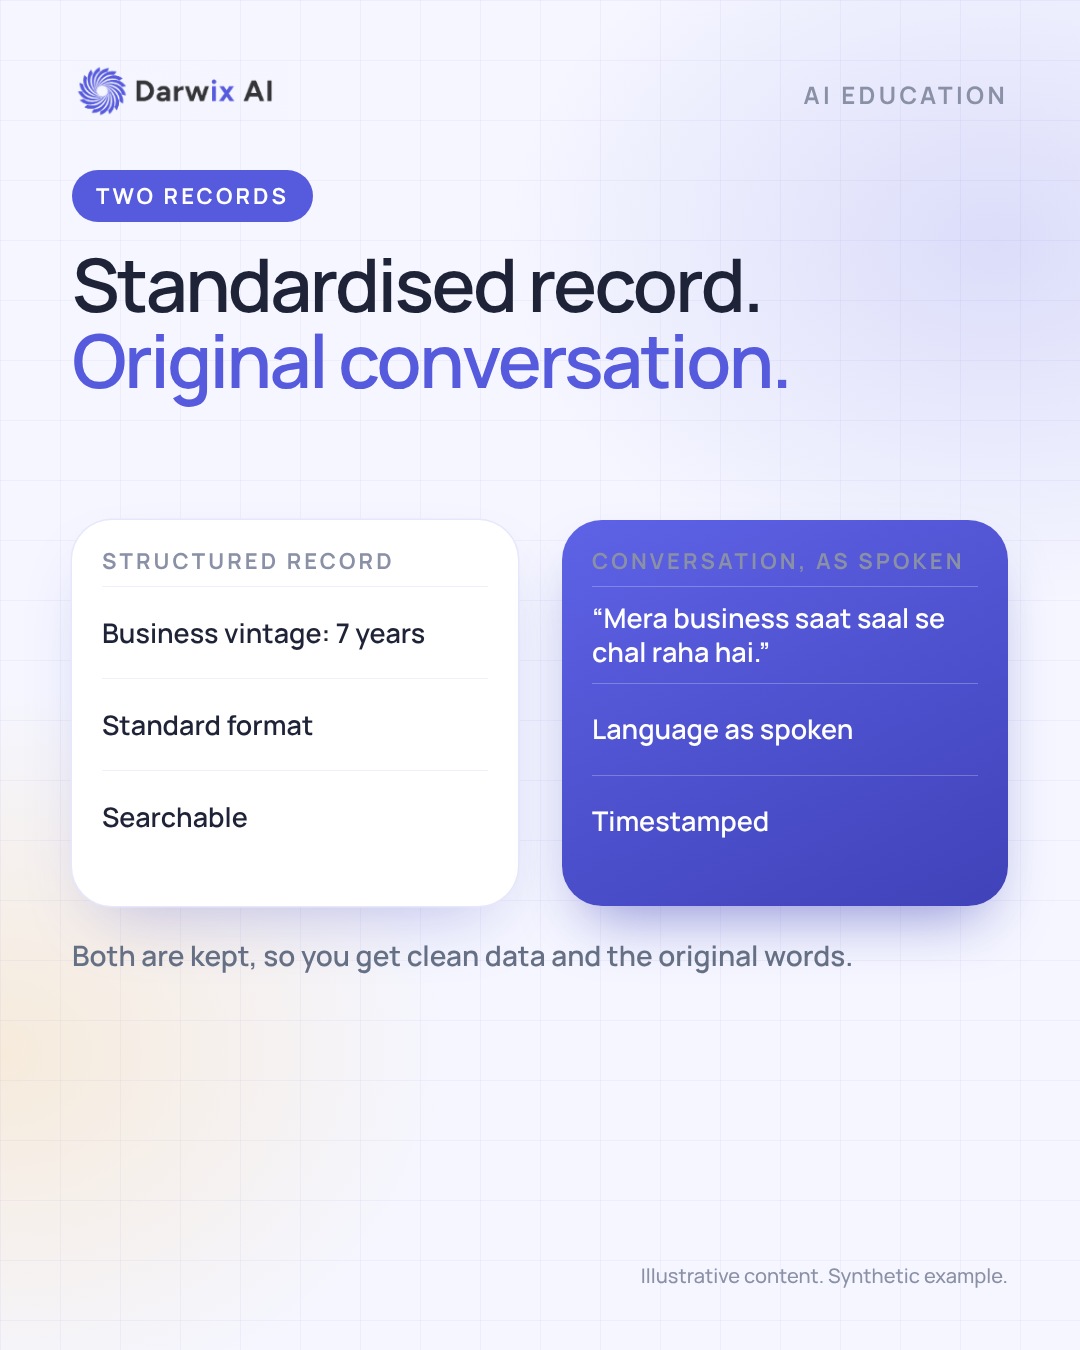 Darwix AI
AI EDUCATION
TWO RECORDS
Standardised record.
Original conversation.
STRUCTURED RECORD
Business vintage: 7 years
Standard format
Searchable
CONVERSATION, AS SPOKEN
“Mera business saat saal se
chal raha hai.”
Language as spoken
Timestamped
Both are kept, so you get clean data and the original words.
Illustrative content. Synthetic example.